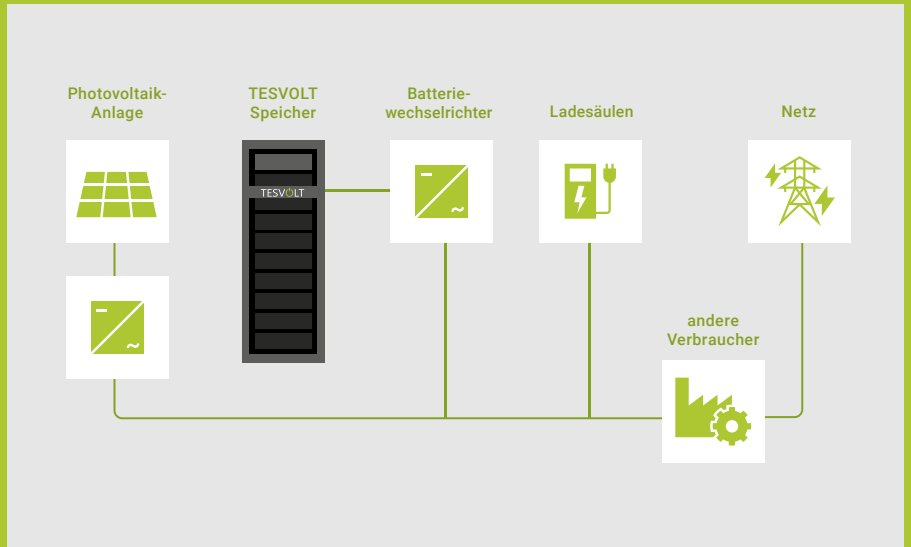 Photovoltaik-
Anlage
TESVOLT
Speicher
Batterie-
wechselrichter
Ladesäulen
Netz
TESVOLT
andere
Verbraucher